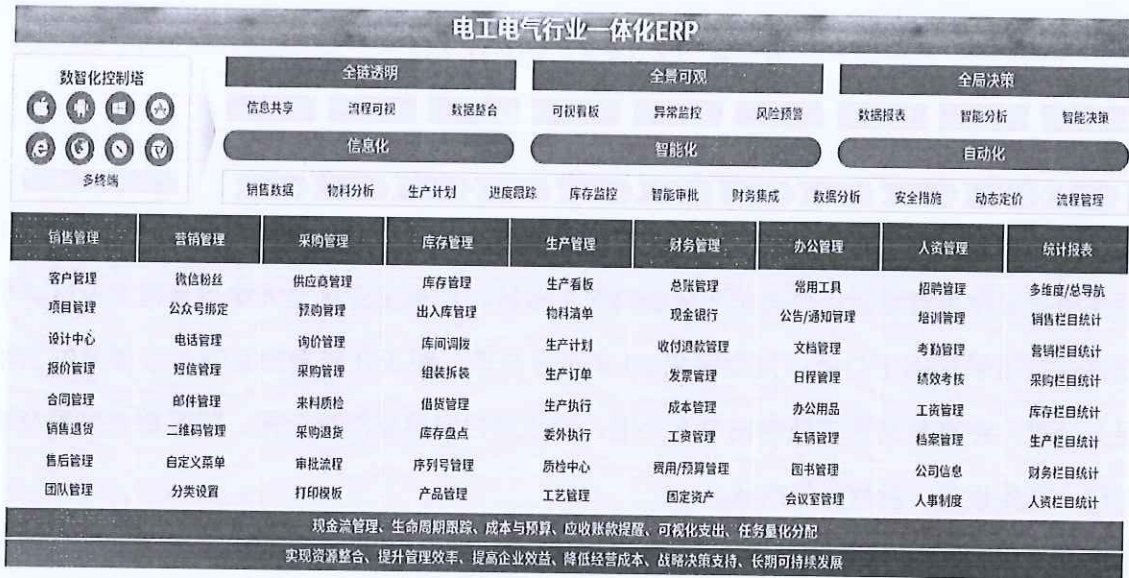 电工电气行业一体化ERP
数智化控制塔
多终端
全链透明 全景可观 全局决策
信息共享 流程可视 数据整合 可视看板 异常监控 风险预警 数据报表 智能分析 智能决策
信息化 智能化 自动化
销售数据 物料分析 生产计划 进度跟踪 库存监控 智能审批 财务集成 数据分析 安全措施 动态定价 流程管理
销售管理 营销管理 采购管理 库存管理 生产管理 财务管理 办公管理 人资管理 统计报表
客户管理 微信粉丝 供应商管理 库存管理 生产看板 总账管理 常用工具 招聘管理 多维度/总导航
项目管理 公众号绑定 预购管理 出入库管理 物料清单 现金银行 公告/通知管理 培训管理 销售栏目统计
设计中心 电话管理 询价管理 库间调拨 生产计划 收付退款管理 文档管理 考勤管理 营销栏目统计
报价管理 短信管理 采购管理 组装拆装 生产订单 发票管理 日程管理 绩效考核 采购栏目统计
合同管理 邮件管理 来料质检 借货管理 生产执行 成本管理 办公用品 工资管理 库存栏目统计
销售退货 二维码管理 采购退货 库存盘点 委外执行 工资管理 车辆管理 档案管理 生产栏目统计
售后管理 自定义菜单 审批流程 序列号管理 质检中心 费用/预算管理 图书管理 公司信息 财务栏目统计
团队管理 分类设置 打印模板 产品管理 工艺管理 固定资产 会议室管理 人事制度 人资栏目统计
现金流管理、生命周期跟踪、成本与预算、应收账款提醒、可视化支出、任务量化分配
实现资源整合、提升管理效率、提高企业效益、降低经营成本、战略决策支持、长期可持续发展